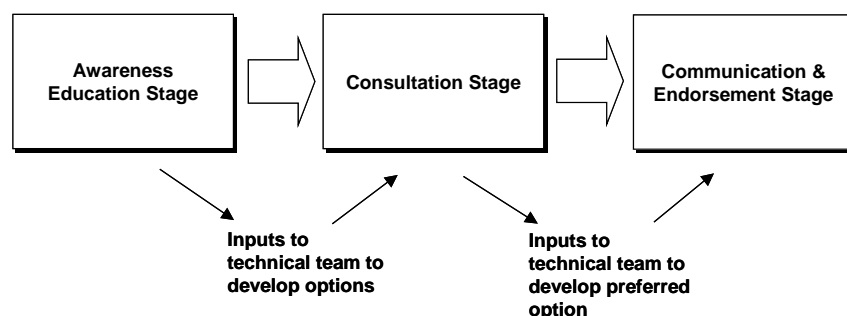 Awareness
Education Stage
Consultation Stage
Communication &
Endorsement Stage
Inputs to
technical team to
develop options
Inputs to
technical team to
develop preferred
option